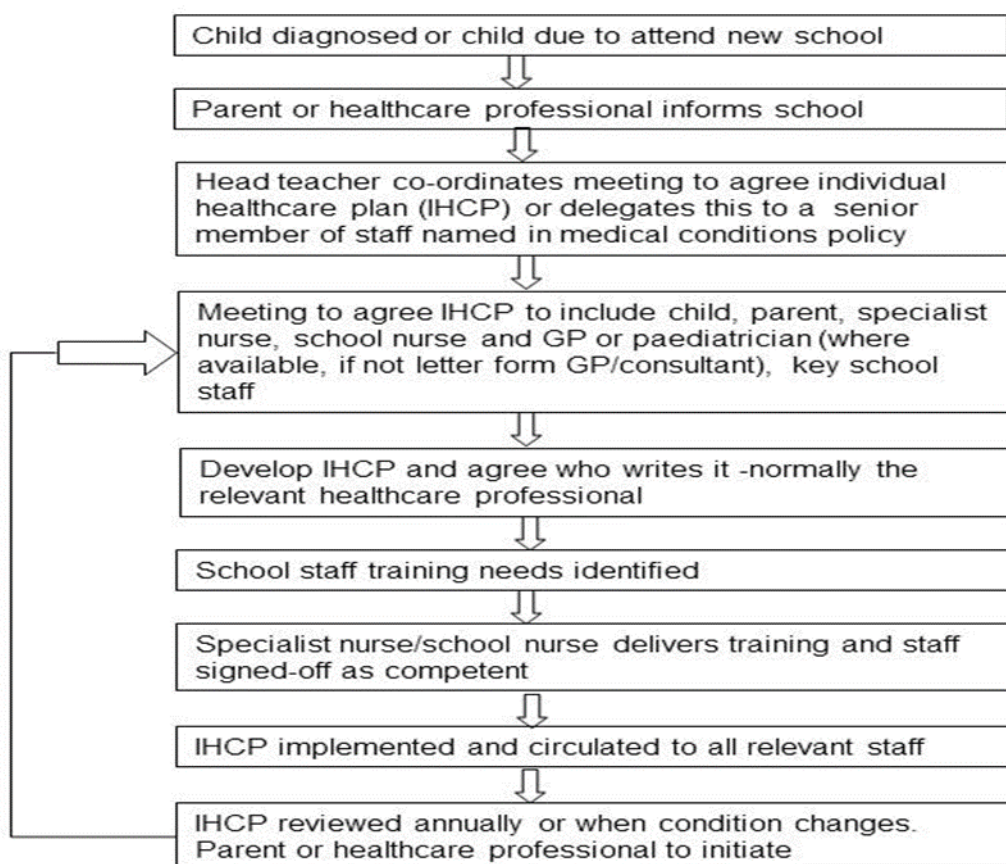 Child diagnosed or child due to attend new school
Parent or healthcare professional informs school
Head teacher co-ordinates meeting to agree individual
healthcare plan (IHCP) or delegates this to a senior
member of staff named in medical conditions policy
Meeting to agree IHCP to include child, parent, specialist
nurse, school nurse and GP or paediatrician (where
available, if not letter form GP/consultant), key school
staff
Develop IHCP and agree who writes it -normally the
relevant healthcare professional
School staff training needs identified
Specialist nurse/school nurse delivers training and staff
signed-off as competent
IHCP implemented and circulated to all relevant staff
IHCP reviewed annually or when condition changes.
Parent or healthcare professional to initiate